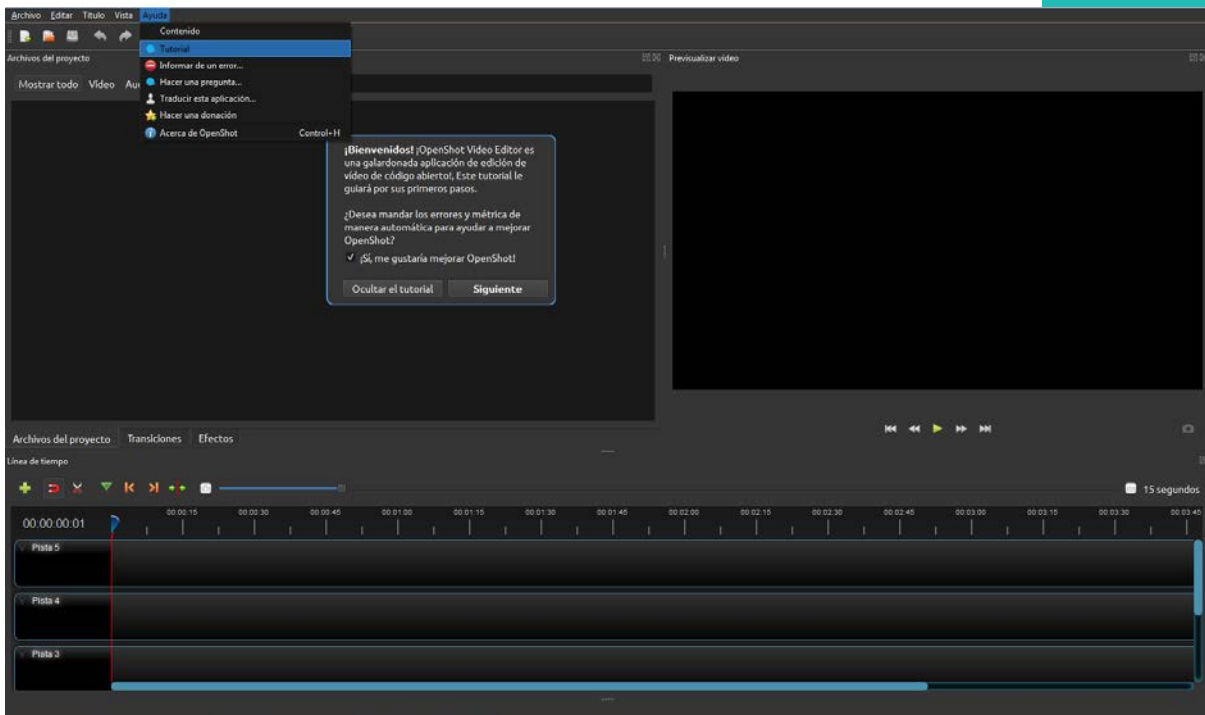 Archivo Editar Título Vista Ayuda
Contenido
Tutorial
Informar de un error...
Hacer una pregunta...
Traducir esta aplicación...
Hacer una donación
Acerca de OpenShot Control+H
Archivos del proyecto
Previsualizar vídeo
Mostrar todo Vídeo
¡Bienvenidos! ¡OpenShot Video Editor es
una galardonada aplicación de edición de
vídeo de código abierto!, Este tutorial le
guiará por sus primeros pasos.
¿Desea mandar los errores y métrica de
manera automática para ayudar a mejorar
OpenShot?
¡Sí, me gustaría mejorar OpenShot!
Ocultar el tutorial Siguiente
Archivos del proyecto Transiciones Efectos
Línea de tiempo
15 segundos
00:00:00:01
00:00:15 00:00:30 00:00:45 00:01:00 00:01:15 00:01:30 00:01:45 00:02:00 00:02:15 00:02:30 00:02:45 00:03:00 00:03:15 00:03:30 00:03:45
Pista 5
Pista 4
Pista 3